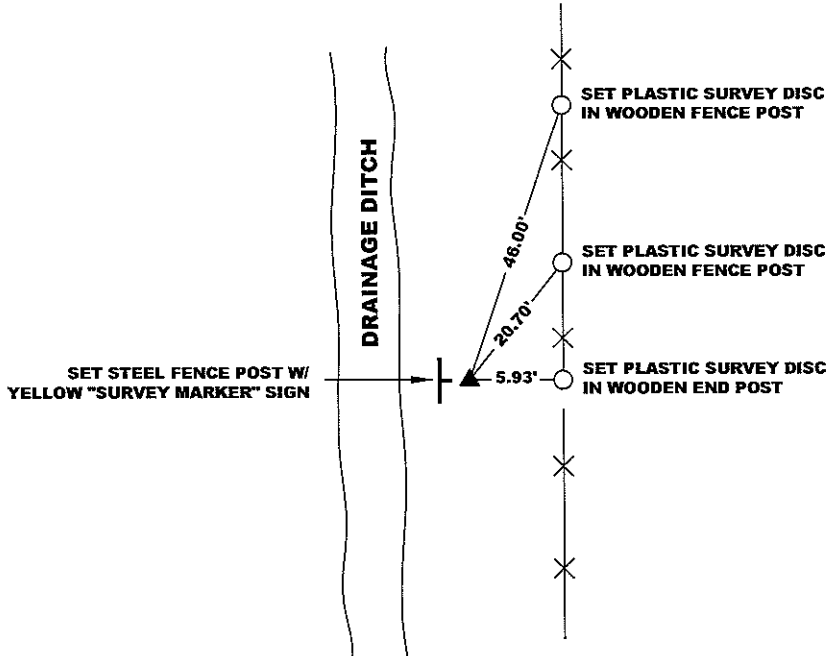 SET PLASTIC SURVEY DISC
IN WOODEN FENCE POST
DRAINAGE DITCH
46.00'
SET PLASTIC SURVEY DISC
IN WOODEN FENCE POST
20.70'
SET STEEL FENCE POST W/
YELLOW "SURVEY MARKER" SIGN
5.93'
SET PLASTIC SURVEY DISC
IN WOODEN END POST